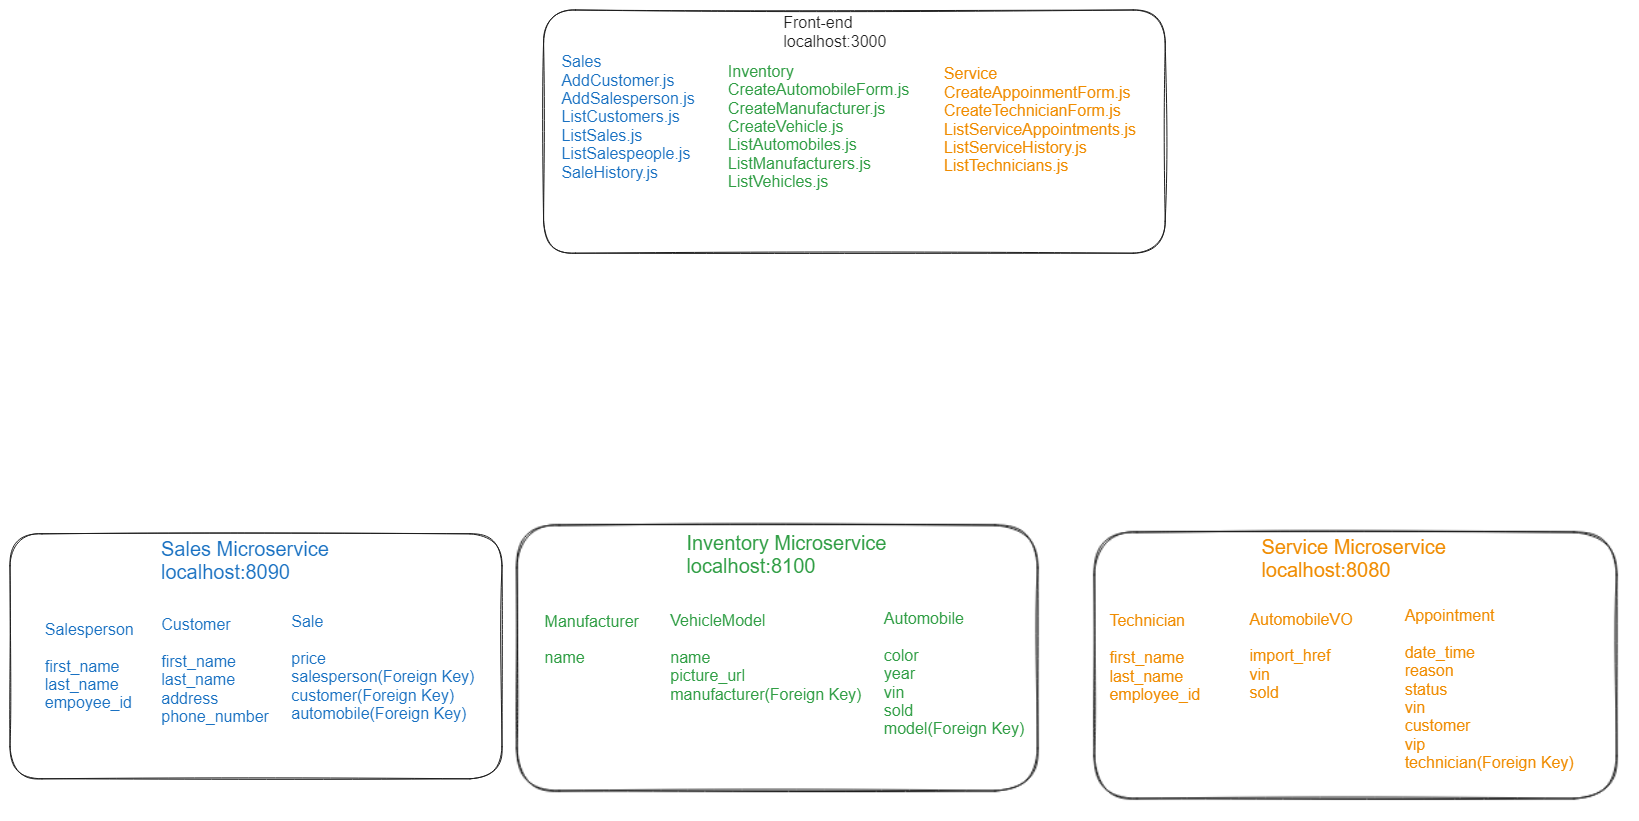 Front-end
localhost:3000
Sales
AddCustomer.js
AddSalesperson.js
ListCustomers.js
ListSales.js
ListSalespeople.js
SaleHistory.js
Inventory
CreateAutomobileForm.js
CreateManufacturer.js
CreateVehicle.js
ListAutomobiles.js
ListManufacturers.js
ListVehicles.js
Service
CreateAppoinmentForm.js
CreateTechnicianForm.js
ListServiceAppointments.js
ListServiceHistory.js
ListTechnicians.js
Sales Microservice
localhost:8090
Salesperson
first_name
last_name
empoyee_id
Customer
first_name
last_name
address
phone_number
Sale
price
salesperson(Foreign Key)
customer(Foreign Key)
automobile(Foreign Key)
Inventory Microservice
localhost:8100
Manufacturer
name
VehicleModel
name
picture_url
manufacturer(Foreign Key)
Automobile
color
year
vin
sold
model(Foreign Key)
Service Microservice
localhost:8080
Technician
first_name
last_name
employee_id
AutomobileVO
import_href
vin
sold
Appointment
date_time
reason
status
vin
customer
vip
technician(Foreign Key)